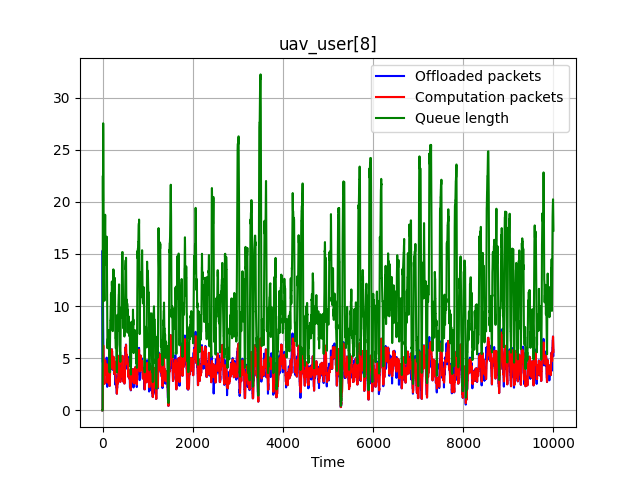 uav_user[8]
Offloaded packets
Computation packets
Queue length
30
25
20
15
10
5
0
0 2000 4000 6000 8000 10000
Time